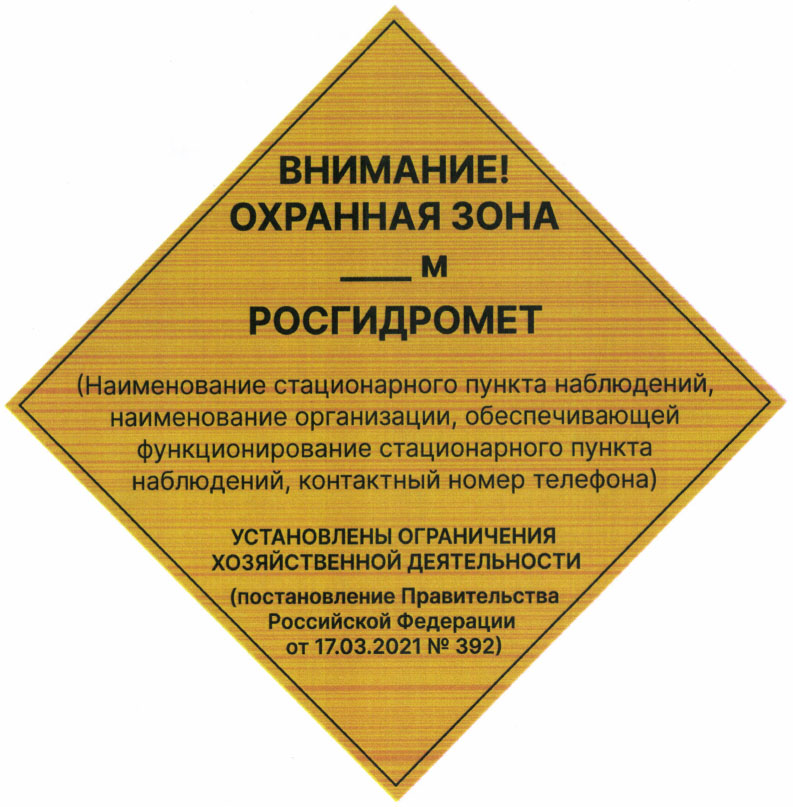 ВНИМАНИЕ!
ОХРАННАЯ ЗОНА
____ м
РОСГИДРОМЕТ
(Наименование стационарного пункта наблюдений,
наименование организации, обеспечивающей
функционирование стационарного пункта
наблюдений, контактный номер телефона)
УСТАНОВЛЕНЫ ОГРАНИЧЕНИЯ
ХОЗЯЙСТВЕННОЙ ДЕЯТЕЛЬНОСТИ
(постановление Правительства
Российской Федерации
от 17.03.2021 № 392)